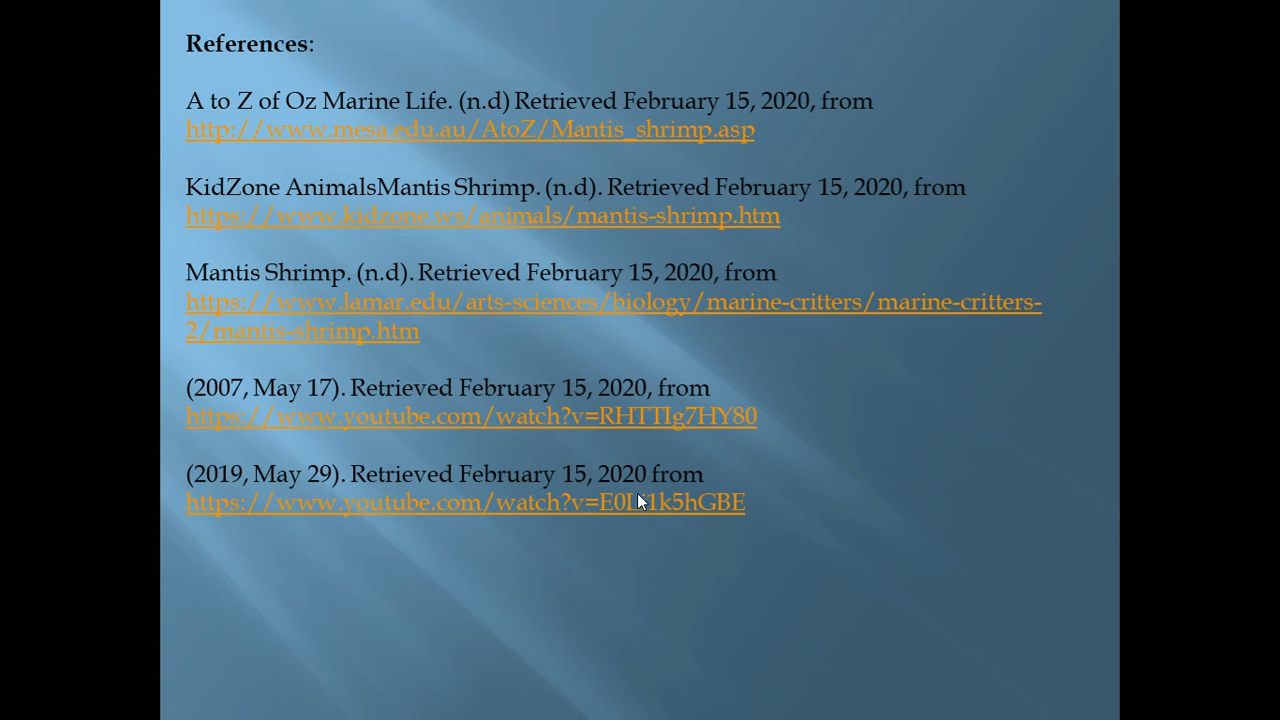 References:
A to Z of Oz Marine Life. (n.d) Retrieved February 15, 2020, from
http://www.mesa.edu.au/AtoZ/Mantis_shrimp.asp
KidZone AnimalsMantis Shrimp. (n.d). Retrieved February 15, 2020, from
https://www.kidzone.ws/animals/mantis-shrimp.htm
Mantis Shrimp. (n.d). Retrieved February 15, 2020, from
https://www.lamar.edu/arts-sciences/biology/marine-critters/marine-critters-
2/mantis-shrimp.htm
(2007, May 17). Retrieved February 15, 2020, from
https://www.youtube.com/watch?v=RHTTIg7HY80
(2019, May 29). Retrieved February 15, 2020 from